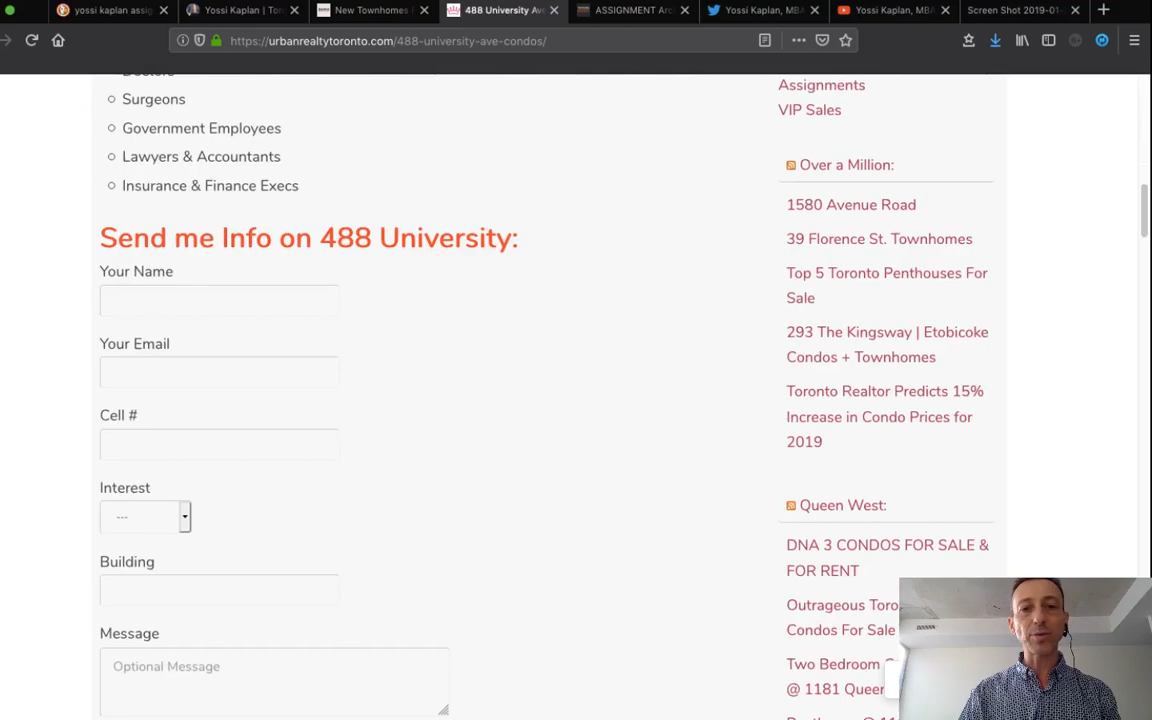 yossi kaplan assig
Yossi Kaplan | Tor
New Townhomes
488 University Ave
ASSIGNMENT Arc
Yossi Kaplan, MBA
Yossi Kaplan, MBA
Screen Shot 2019-01-
https://urbanrealtytoronto.com/488-university-ave-condos/
Doctors
Surgeons
Government Employees
Lawyers & Accountants
Insurance & Finance Execs
Send me Info on 488 University:
Your Name
Your Email
Cell #
Interest
---
Building
Message
Optional Message
Assignments
VIP Sales
Over a Million:
1580 Avenue Road
39 Florence St. Townhomes
Top 5 Toronto Penthouses For
Sale
293 The Kingsway | Etobicoke
Condos + Townhomes
Toronto Realtor Predicts 15%
Increase in Condo Prices for
2019
Queen West:
DNA 3 CONDOS FOR SALE &
FOR RENT
Outrageous Toro
Condos For Sale
Two Bedroom C
@ 1181 Queen